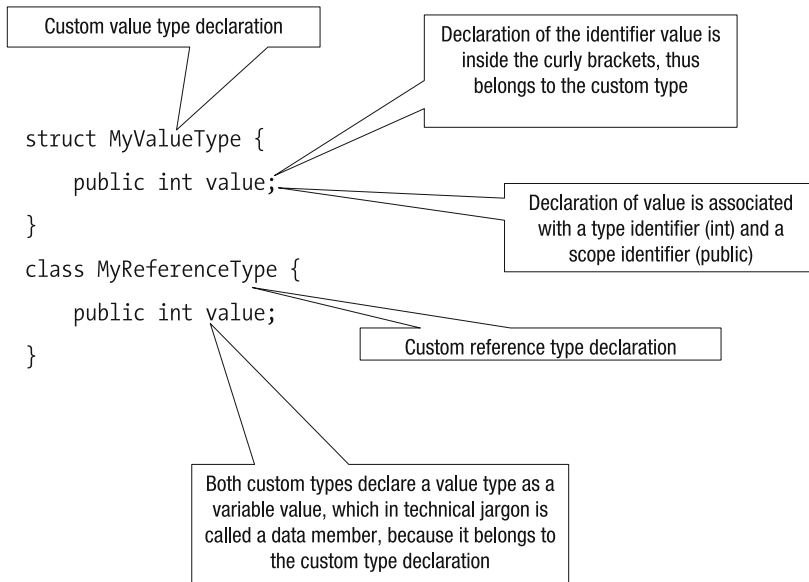 Custom value type declaration
Declaration of the identifier value is
inside the curly brackets, thus
belongs to the custom type
struct MyValueType {
public int value;
}
Declaration of value is associated
with a type identifier (int) and a
scope identifier (public)
class MyReferenceType {
public int value;
}
Custom reference type declaration
Both custom types declare a value type as a
variable value, which in technical jargon is
called a data member, because it belongs to
the custom type declaration